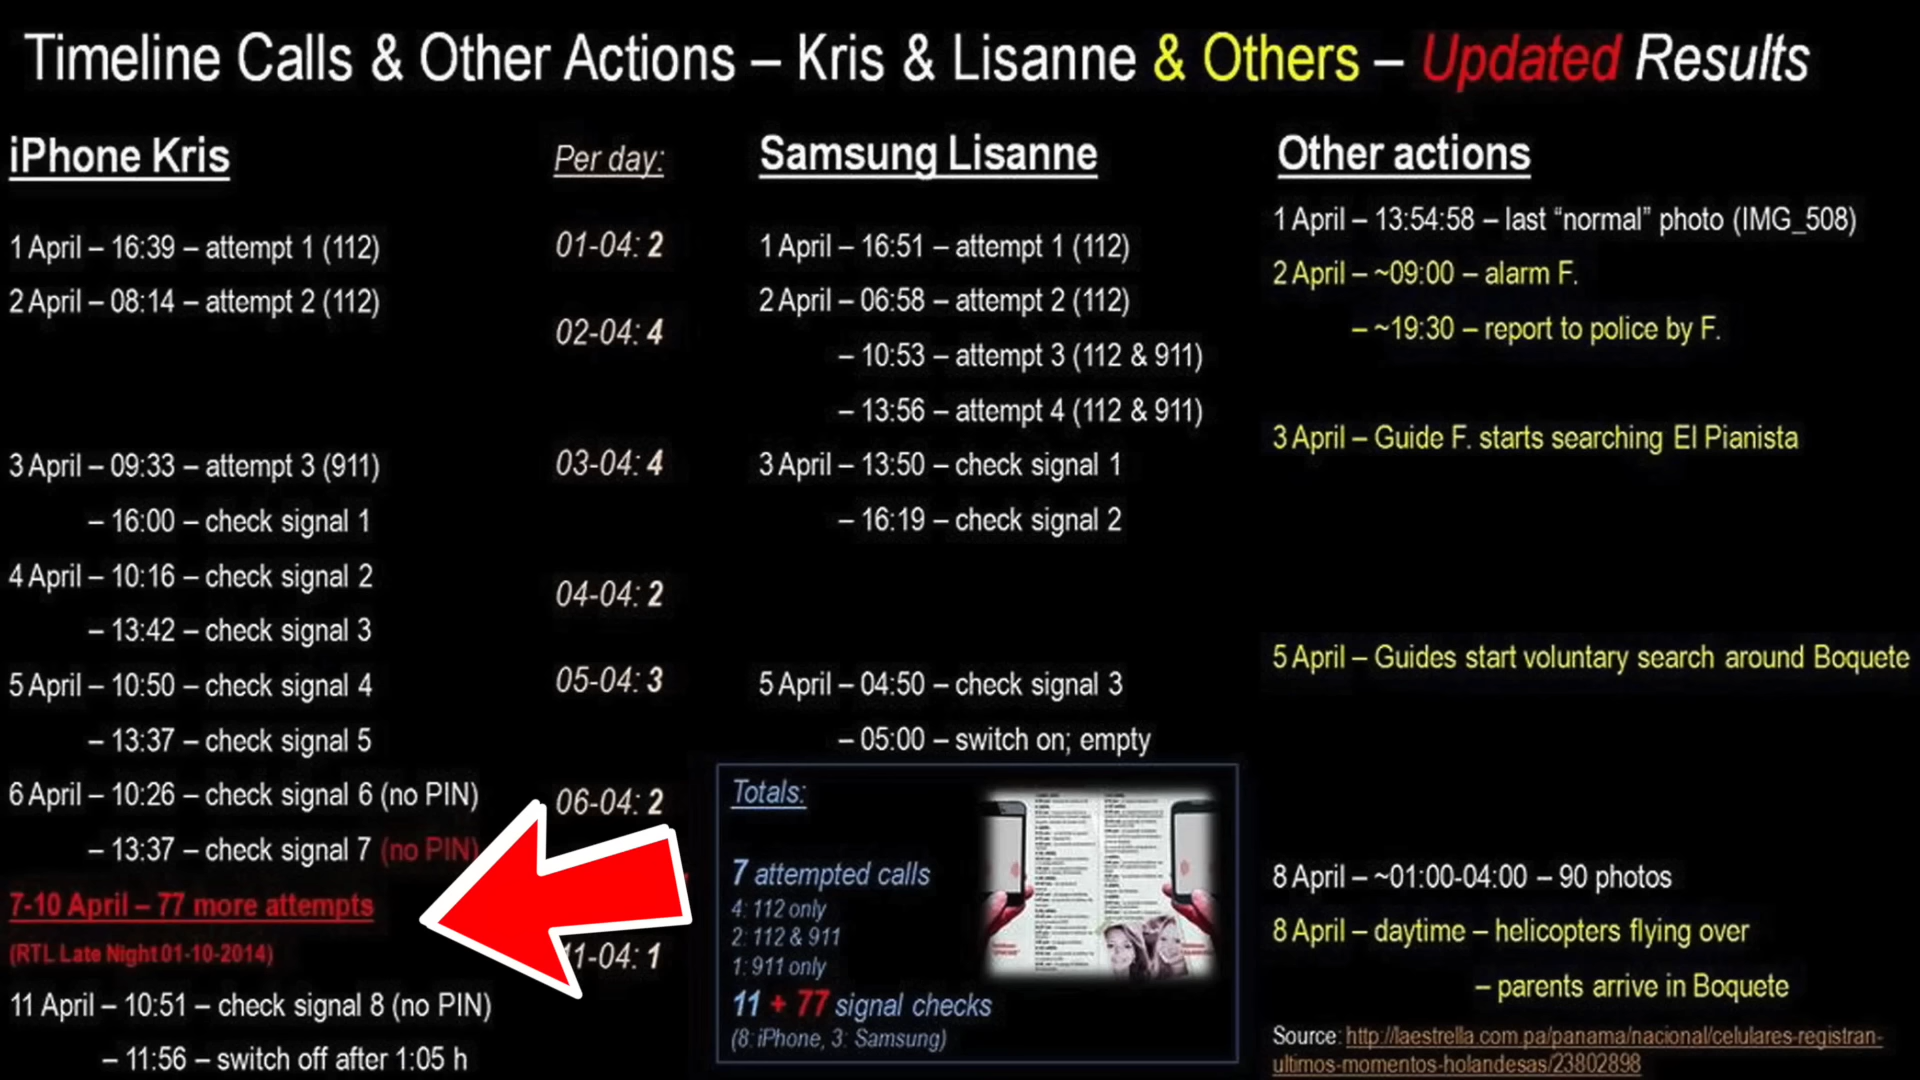 Timeline Calls & Other Actions – Kris & Lisanne & Others – Updated Results
iPhone Kris
1 April – 16:39 – attempt 1 (112)
2 April – 08:14 – attempt 2 (112)
3 April – 09:33 – attempt 3 (911)
– 16:00 – check signal 1
4 April – 10:16 – check signal 2
– 13:42 – check signal 3
5 April – 10:50 – check signal 4
– 13:37 – check signal 5
6 April – 10:26 – check signal 6 (no PIN)
– 13:37 – check signal 7 (no PIN)
7-10 April – 77 more attempts
(RTL Late Night 01-10-2014)
11 April – 10:51 – check signal 8 (no PIN)
– 11:56 – switch off after 1:05 h
Per day:
01-04: 2
02-04: 4
03-04: 4
04-04: 2
05-04: 3
06-04: 2
11-04: 1
Samsung Lisanne
1 April – 16:51 – attempt 1 (112)
2 April – 06:58 – attempt 2 (112)
– 10:53 – attempt 3 (112 & 911)
– 13:56 – attempt 4 (112 & 911)
3 April – 13:50 – check signal 1
– 16:19 – check signal 2
5 April – 04:50 – check signal 3
– 05:00 – switch on; empty
Totals:
7 attempted calls
4: 112 only
2: 112 & 911
1: 911 only
11 + 77 signal checks
(8: iPhone, 3: Samsung)
Other actions
1 April – 13:54:58 – last “normal” photo (IMG_508)
2 April – ~09:00 – alarm F.
– ~19:30 – report to police by F.
3 April – Guide F. starts searching El Pianista
5 April – Guides start voluntary search around Boquete
8 April – ~01:00-04:00 – 90 photos
8 April – daytime – helicopters flying over
– parents arrive in Boquete
Source: http://laestrella.com.pa/panama/nacional/celulares-registran-
ultimos-momentos-holandesas/23802898